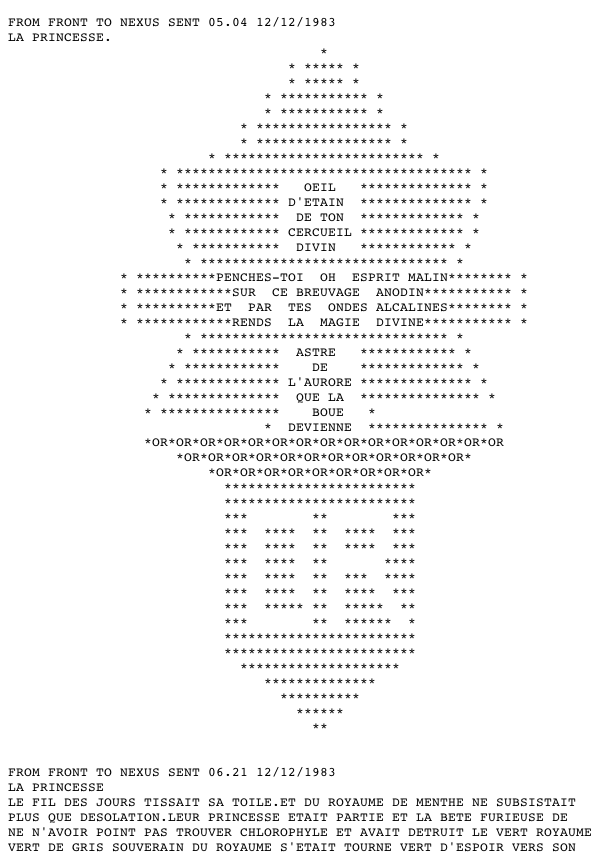 FROM FRONT TO NEXUS SENT 05.04 12/12/1983
LA PRINCESSE.
*
* ***** *
* ***** *
* *********** *
* *********** *
* ***************** *
* ***************** *
* ************************* *
* ************************************* *
* ************* OEIL ************** *
* ************* D'ETAIN ************** *
* ************ DE TON ************* *
* ************ CERCUEIL ************* *
* *********** DIVIN ************ *
* ******************************* *
* **********PENCHES-TOI OH ESPRIT MALIN******** *
* ************SUR CE BREUVAGE ANODIN*********** *
* **********ET PAR TES ONDES ALCALINES******** *
* ************RENDS LA MAGIE DIVINE*********** *
* ****************************** *
* *********** ASTRE ************ *
* ************ DE ************* *
* ************* L'AURORE ************** *
* ************** QUE LA *************** *
* *************** BOUE *
* DEVIENNE *************** *
*OR*OR*OR*OR*OR*OR*OR*OR*OR*OR*OR*OR*OR*OR*OR
*OR*OR*OR*OR*OR*OR*OR*OR*OR*OR*OR*OR*
*OR*OR*OR*OR*OR*OR*OR*OR*OR*
************************
************************
*** ** ***
*** **** ** **** ***
*** **** ** **** ***
*** **** ** ****
*** **** ** *** ****
*** **** ** **** ***
*** ***** ** ***** **
*** ** ****** *
************************
************************
********************
**************
**********
******
**
FROM FRONT TO NEXUS SENT 06.21 12/12/1983
LA PRINCESSE
LE FIL DES JOURS TISSAIT SA TOILE.ET DU ROYAUME DE MENTHE NE SUBSISTAIT
PLUS QUE DESOLATION.LEUR PRINCESSE ETAIT PARTIE ET LA BETE FURIEUSE DE
NE N'AVOIR POINT PAS TROUVER CHLOROPHYLE ET AVAIT DETRUIT LE VERT ROYAUME
VERT DE GRIS SOUVERAIN DU ROYAUME S'ETAIT TOURNE VERT D'ESPOIR VERS SON